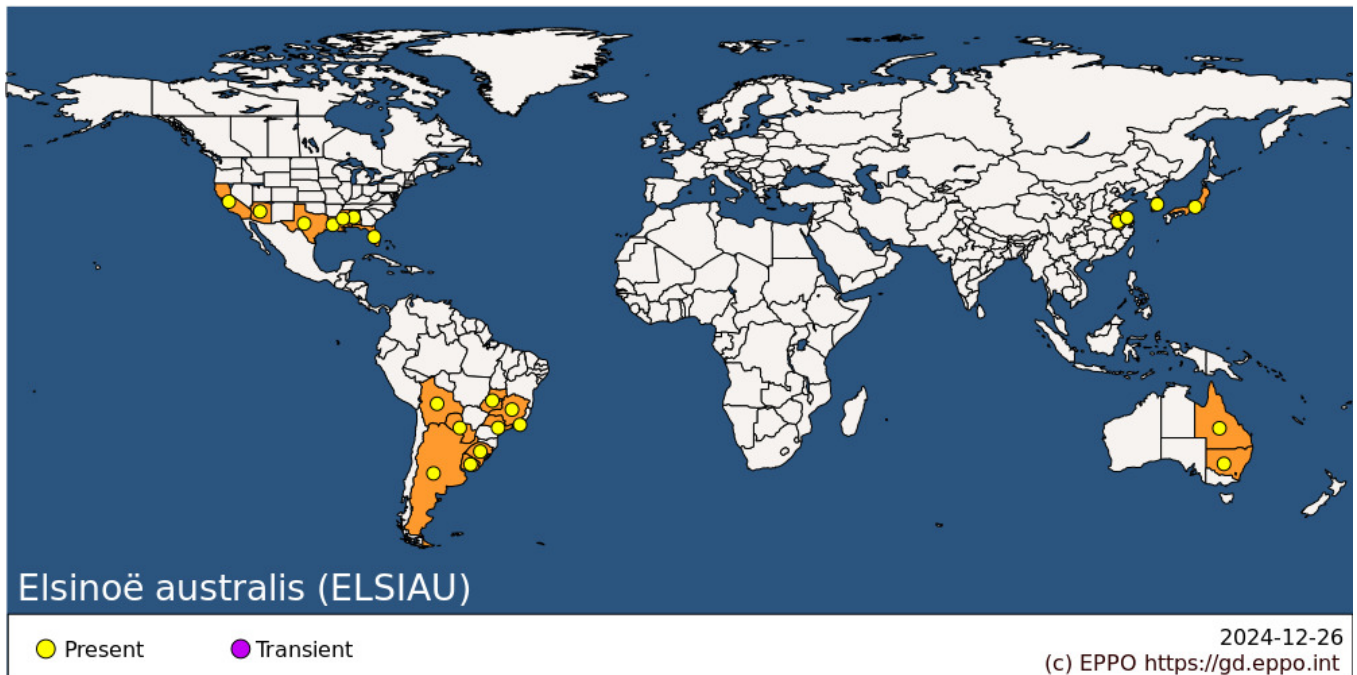 Elsinoë australis (ELSIAU)
Present
Transient
2024-12-26
(c) EPPO https://gd.eppo.int